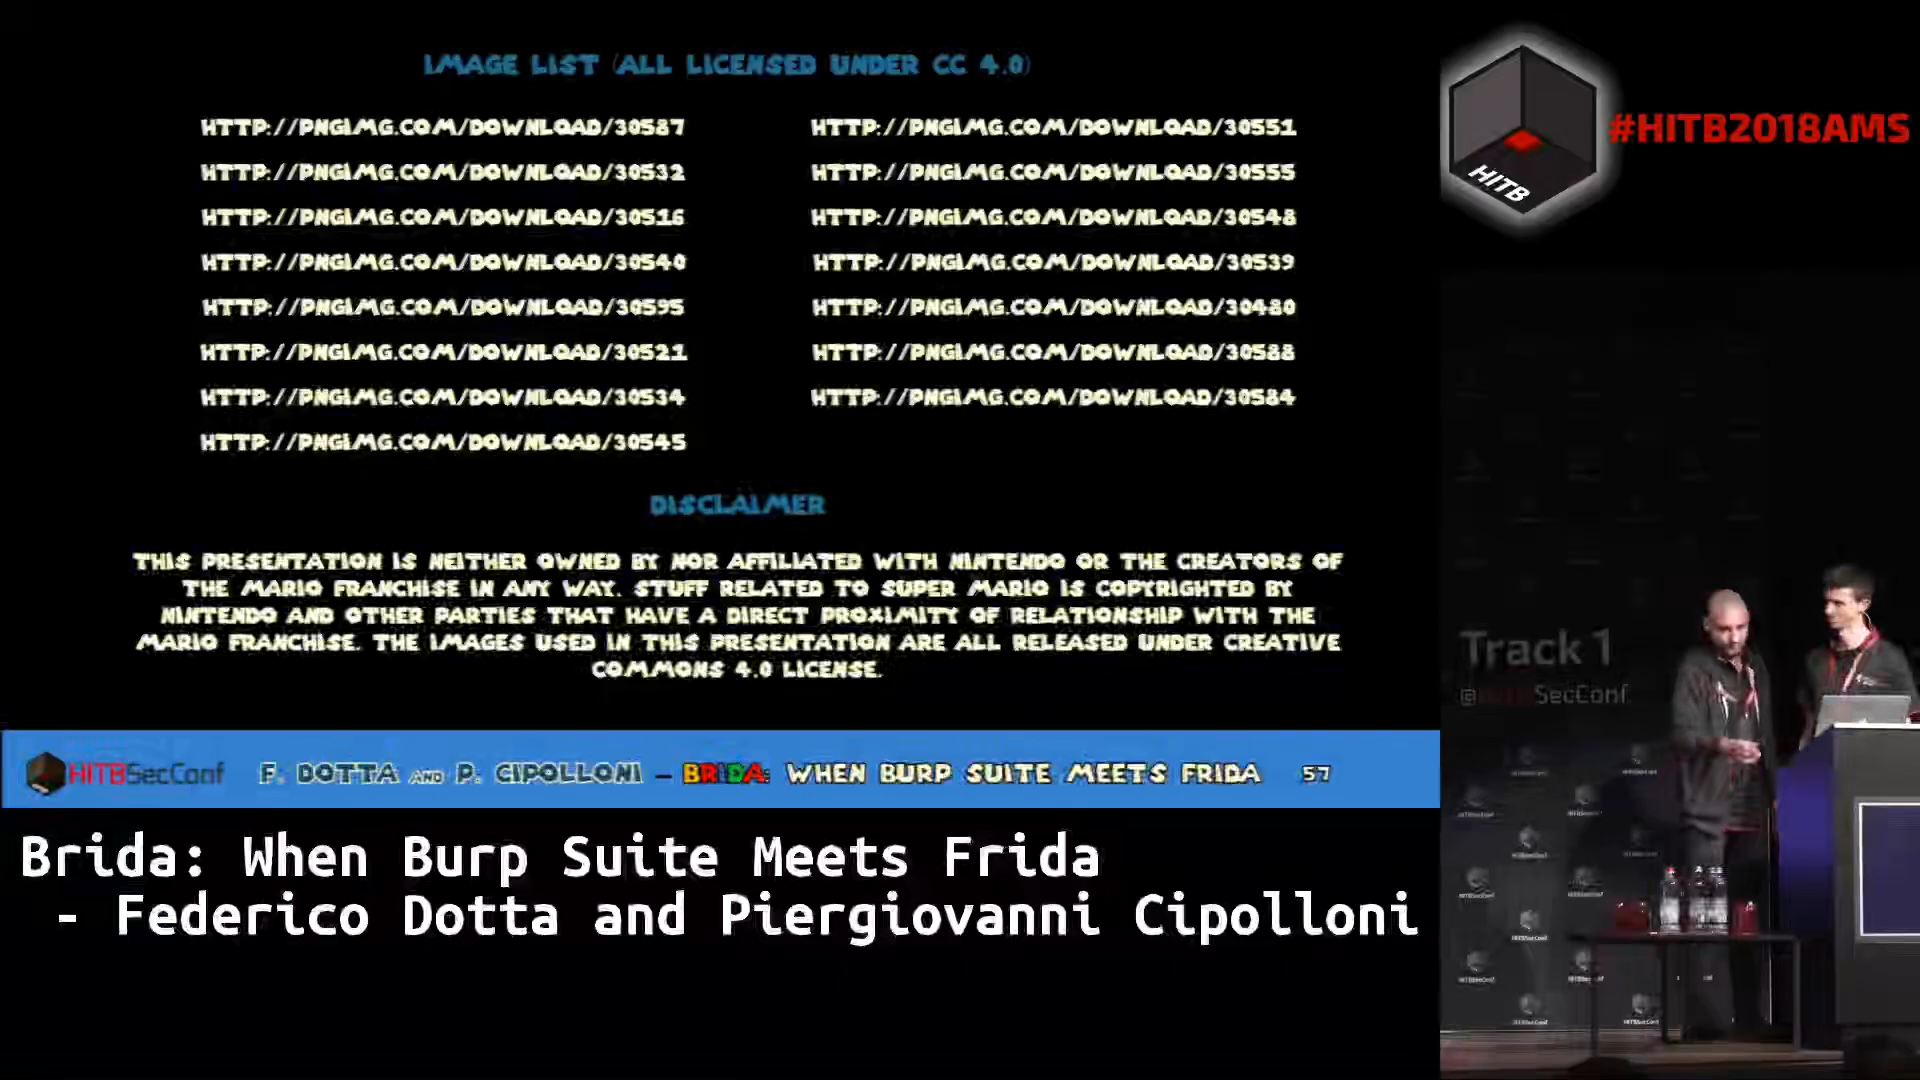 IMAGE LIST (ALL LICENSED UNDER CC 4.0)
HTTP://PNGIMG.COM/DOWNLOAD/30587
HTTP://PNGIMG.COM/DOWNLOAD/30532
HTTP://PNGIMG.COM/DOWNLOAD/30516
HTTP://PNGIMG.COM/DOWNLOAD/30540
HTTP://PNGIMG.COM/DOWNLOAD/30595
HTTP://PNGIMG.COM/DOWNLOAD/30521
HTTP://PNGIMG.COM/DOWNLOAD/30534
HTTP://PNGIMG.COM/DOWNLOAD/30545
HTTP://PNGIMG.COM/DOWNLOAD/30551
HTTP://PNGIMG.COM/DOWNLOAD/30555
HTTP://PNGIMG.COM/DOWNLOAD/30548
HTTP://PNGIMG.COM/DOWNLOAD/30539
HTTP://PNGIMG.COM/DOWNLOAD/30480
HTTP://PNGIMG.COM/DOWNLOAD/30588
HTTP://PNGIMG.COM/DOWNLOAD/30584
DISCLAIMER
THIS PRESENTATION IS NEITHER OWNED BY NOR AFFILIATED WITH NINTENDO OR THE CREATORS OF
THE MARIO FRANCHISE IN ANY WAY. STUFF RELATED TO SUPER MARIO IS COPYRIGHTED BY
NINTENDO AND OTHER PARTIES THAT HAVE A DIRECT PROXIMITY OF RELATIONSHIP WITH THE
MARIO FRANCHISE. THE IMAGES USED IN THIS PRESENTATION ARE ALL RELEASED UNDER CREATIVE
COMMONS 4.0 LICENSE.
HITBSecConf F. DOTTA AND P. CIPOLLONI – BRIDA: WHEN BURP SUITE MEETS FRIDA 57
Brida: When Burp Suite Meets Frida
- Federico Dotta and Piergiovanni Cipolloni
HITB
#HITB2018AMS
Track 1
@HITBSecConf